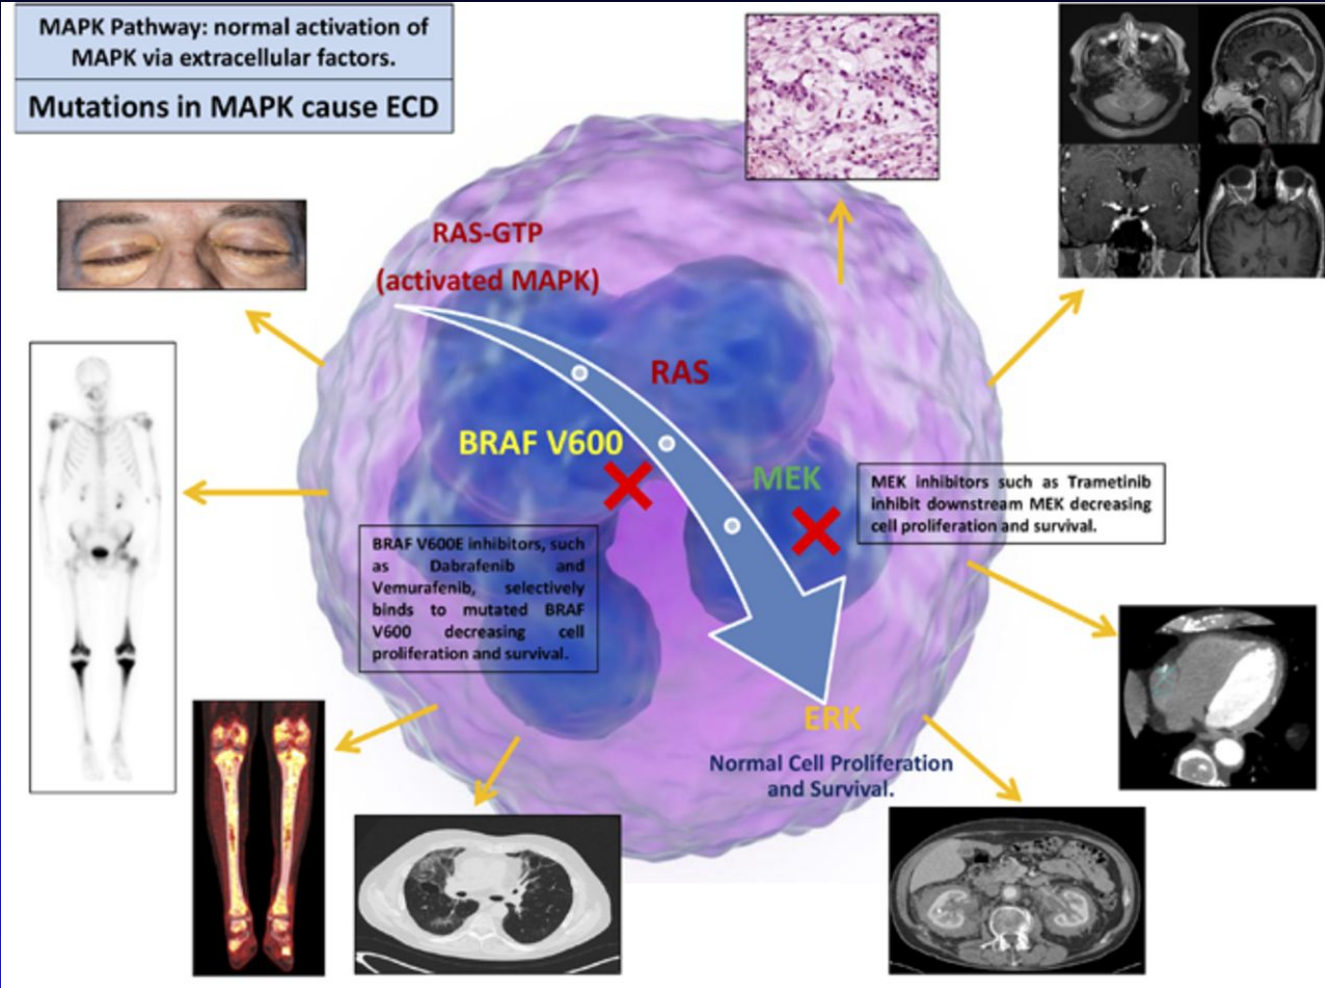 MAPK Pathway: normal activation of
MAPK via extracellular factors.
Mutations in MAPK cause ECD
RAS-GTP
(activated MAPK)
RAS
BRAF V600
MEK
MEK inhibitors such as Trametinib
inhibit downstream MEK decreasing
cell proliferation and survival.
BRAF V600E inhibitors, such
as Dabrafenib and
Vemurafenib, selectively
binds to mutated BRAF
V600 decreasing cell
proliferation and survival.
ERK
Normal Cell Proliferation
and Survival.